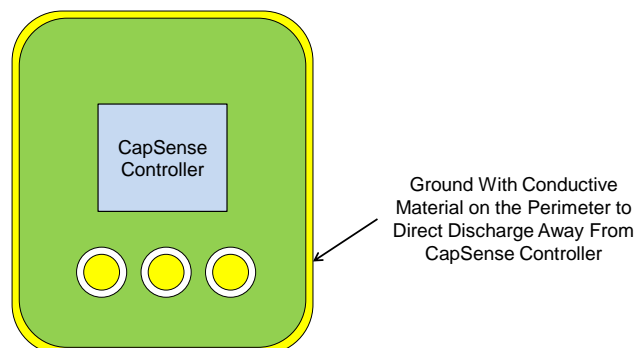 CapSense
Controller
Ground With Conductive
Material on the Perimeter to
Direct Discharge Away From
CapSense Controller